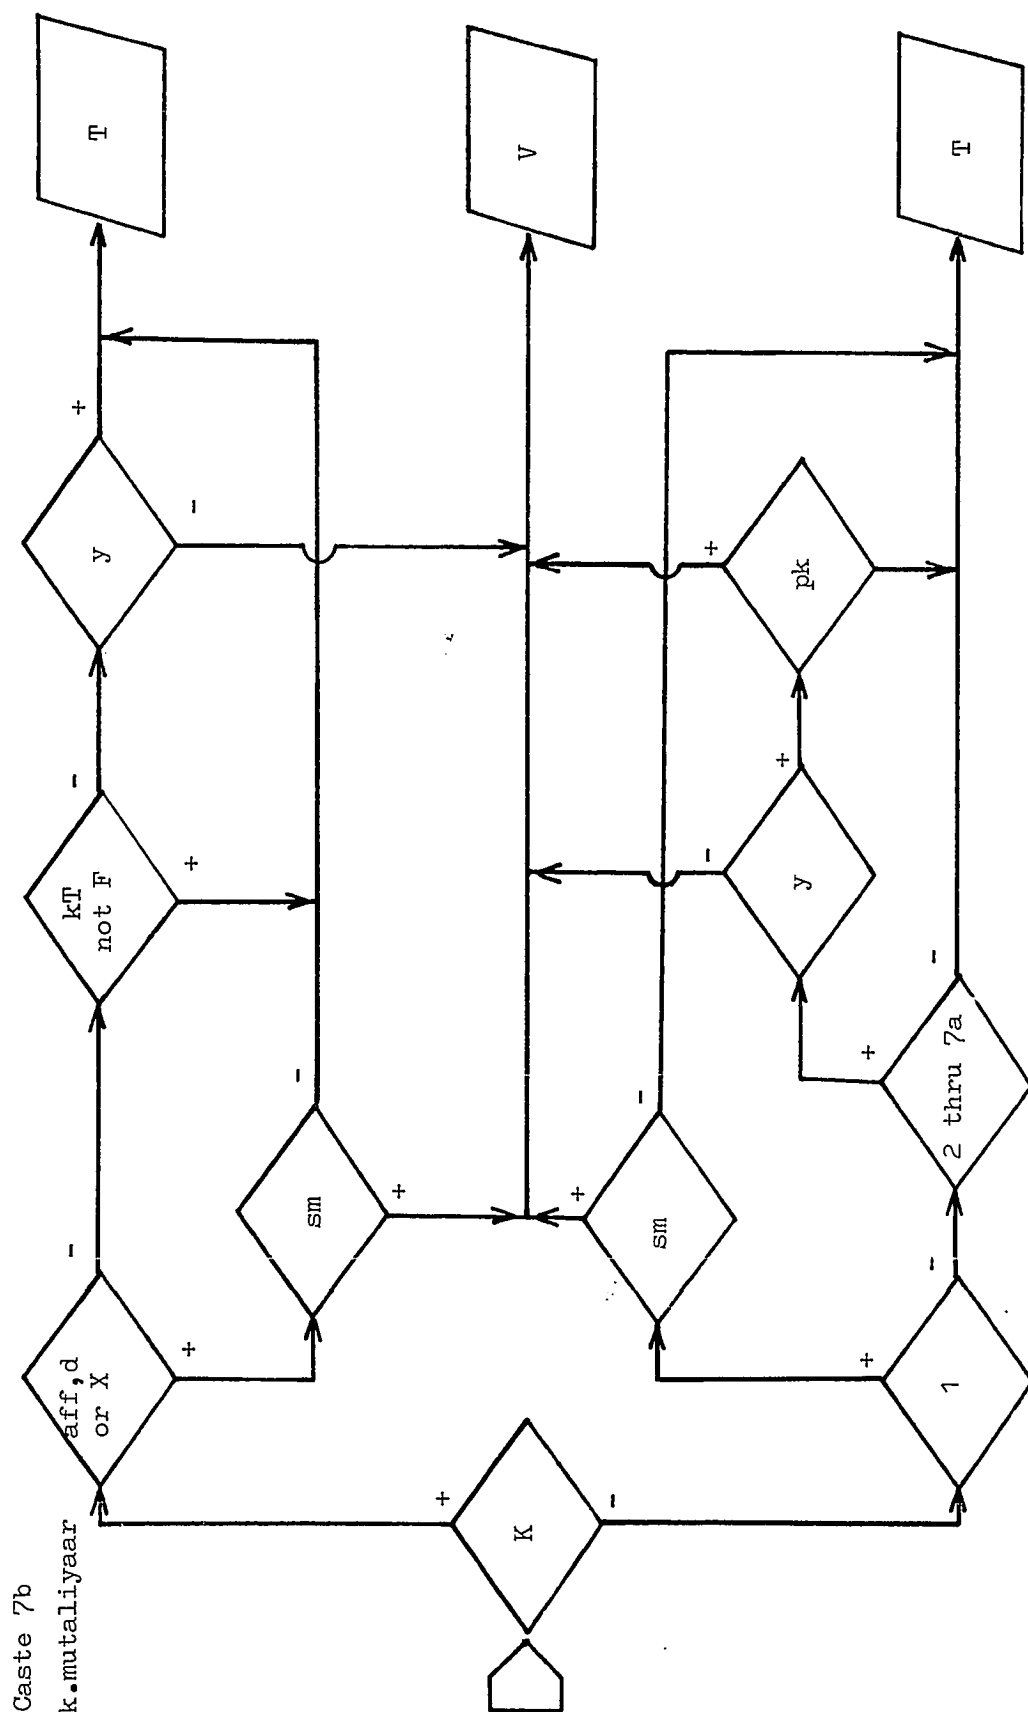 Caste 7b
k.mutaliyaar
K
+
-
aff,d
or X
-
+
kT
not F
-
+
y
+
-
T
sm
-
+
V
sm
+
-
1
+
-
2 thru 7a
+
-
y
-
+
pk
+
T